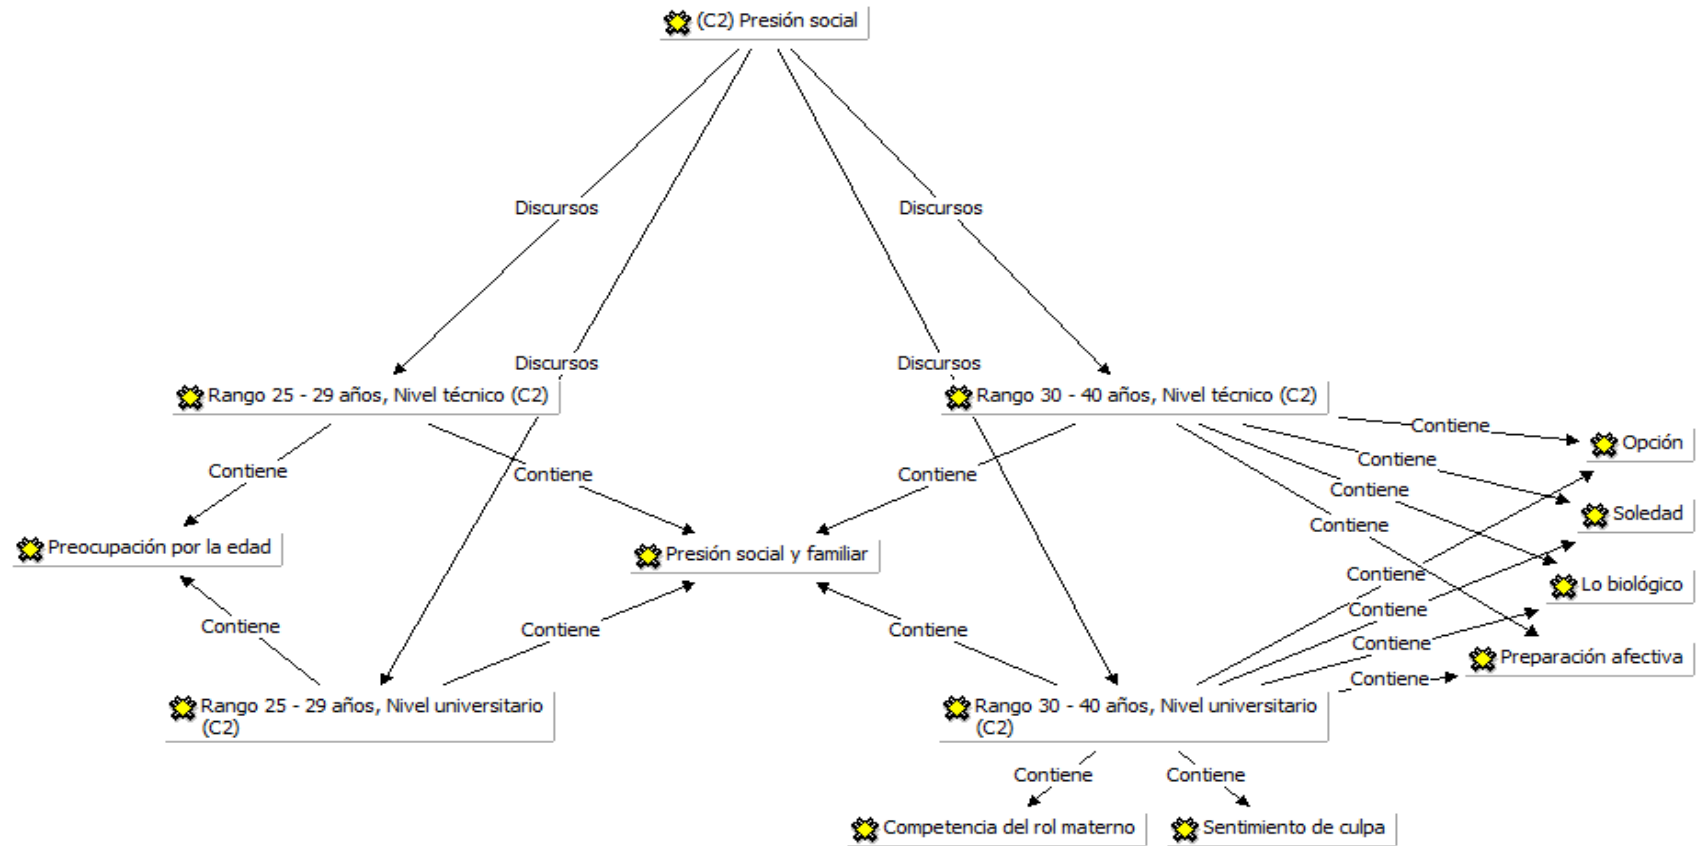 (C2) Presión social
Discursos
Discursos
Discursos
Discursos
Rango 25 - 29 años, Nivel técnico (C2)
Rango 30 - 40 años, Nivel técnico (C2)
Contiene
Opción
Contiene
Contiene
Contiene
Contiene
Contiene
Contiene
Soledad
Contiene
Preocupación por la edad
Presión social y familiar
Contiene
Lo biológico
Contiene
Contiene
Contiene
Contiene
Contiene
Preparación afectiva
Contiene
Rango 25 - 29 años, Nivel universitario
(C2)
Rango 30 - 40 años, Nivel universitario
(C2)
Contiene
Contiene
Competencia del rol materno
Sentimiento de culpa